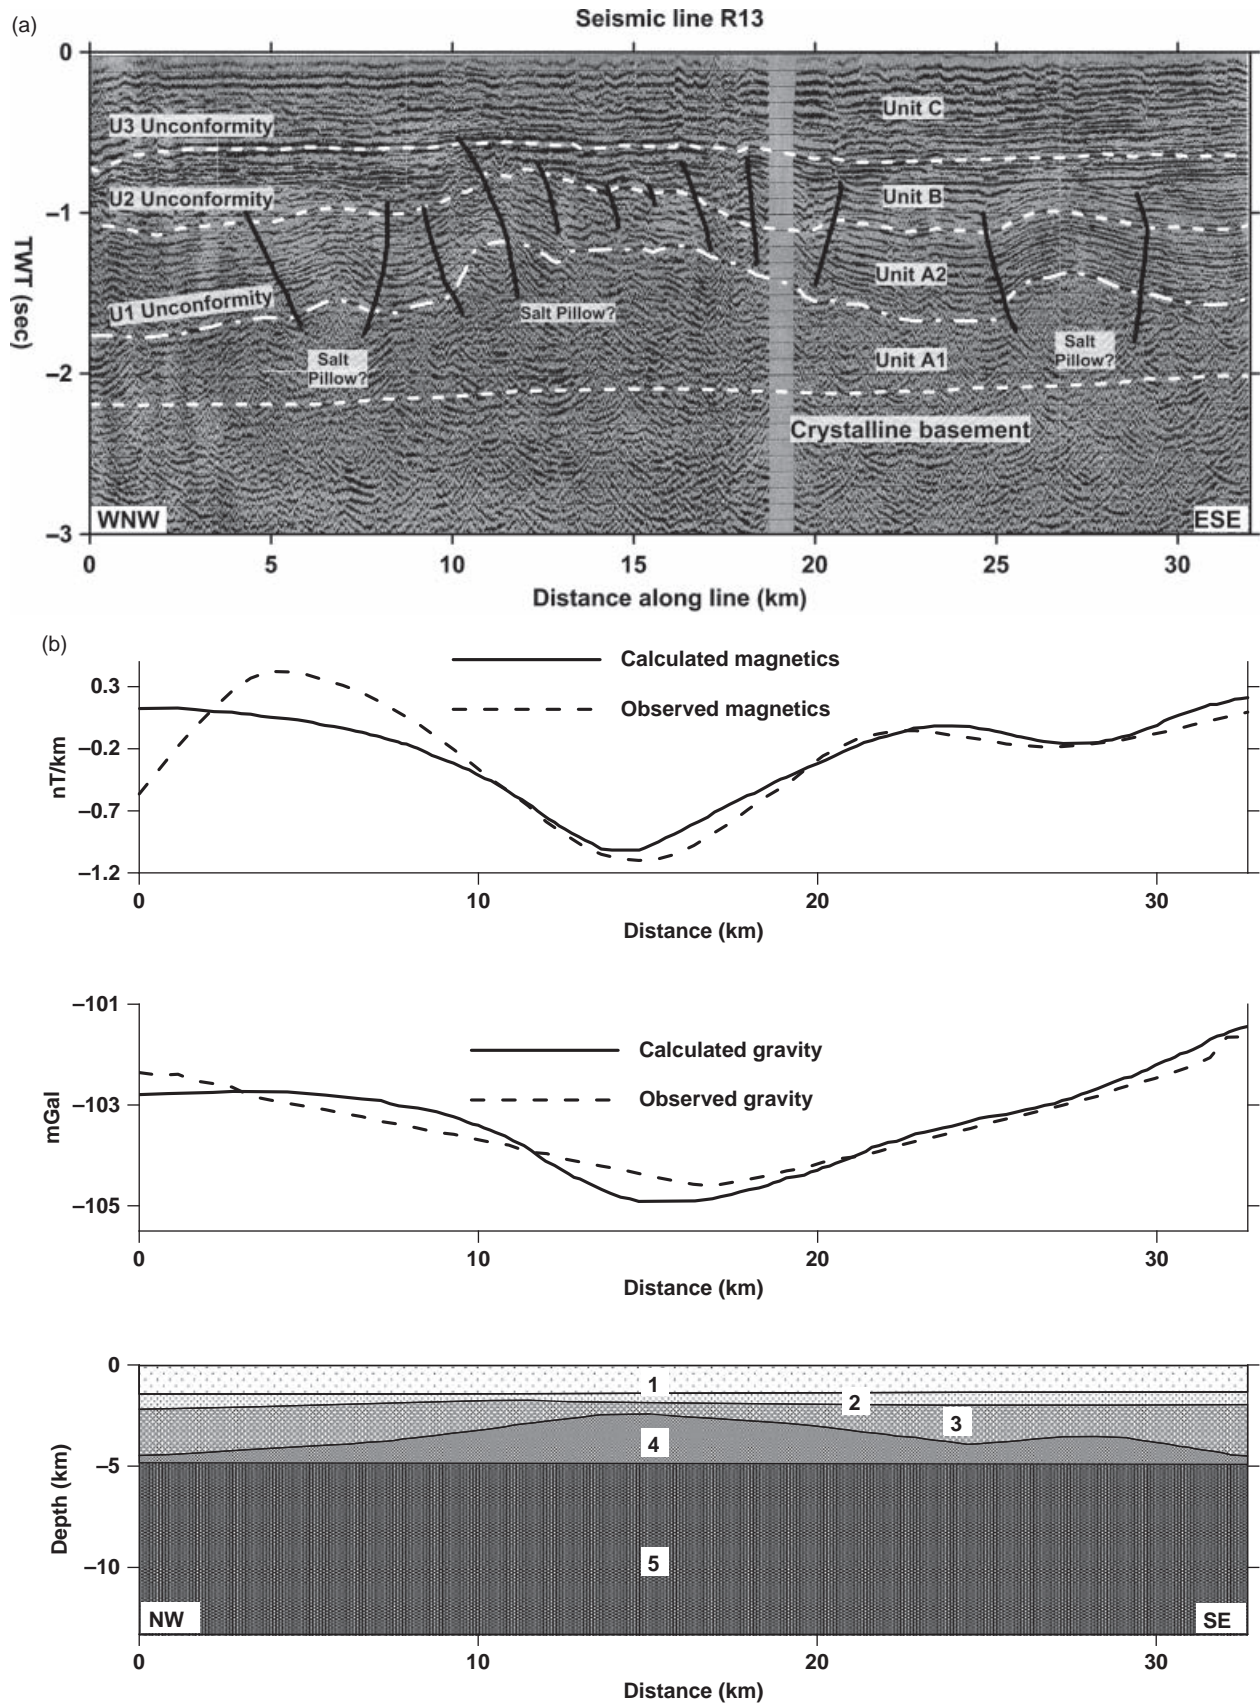 (a)
Seismic line R13
0
Unit C
U3 Unconformity
U2 Unconformity
Unit B
–1
TWT (sec)
Unit A2
U1 Unconformity
Salt Pillow?
Salt
Pillow?
Salt
Pillow?
Unit A1
–2
Crystalline basement
WNW
ESE
–3
0 5 10 15 20 25 30
Distance along line (km)
(b)
Calculated magnetics
Observed magnetics
0.3
–0.2
–0.7
–1.2
nT/km
0 10 20 30
Distance (km)
–101
–103
–105
mGal
Calculated gravity
Observed gravity
0 10 20 30
Distance (km)
0
–5
–10
Depth (km)
1
2
3
4
5
NW
SE
0 10 20 30
Distance (km)